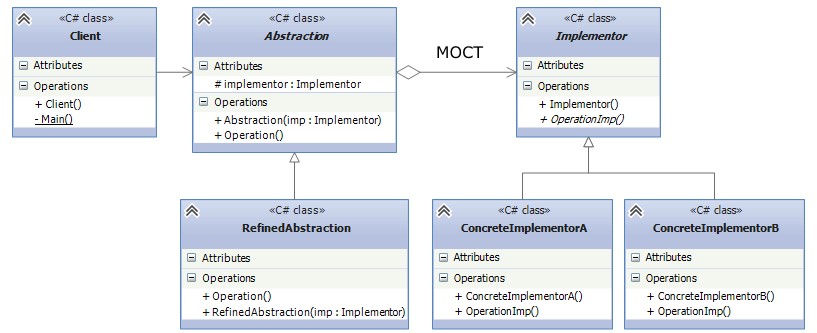 «C# class»
Client
Attributes
Operations
+ Client()
- Main()
«C# class»
Abstraction
Attributes
# implementor : Implementor
Operations
+ Abstraction(imp : Implementor)
+ Operation()
МОСТ
«C# class»
Implementor
Attributes
Operations
+ Implementor()
+ OperationImp()
«C# class»
RefinedAbstraction
Attributes
Operations
+ Operation()
+ RefinedAbstraction(imp : Implementor)
«C# class»
ConcreteImplementorA
Attributes
Operations
+ ConcreteImplementorA()
+ OperationImp()
«C# class»
ConcreteImplementorB
Attributes
Operations
+ ConcreteImplementorB()
+ OperationImp()